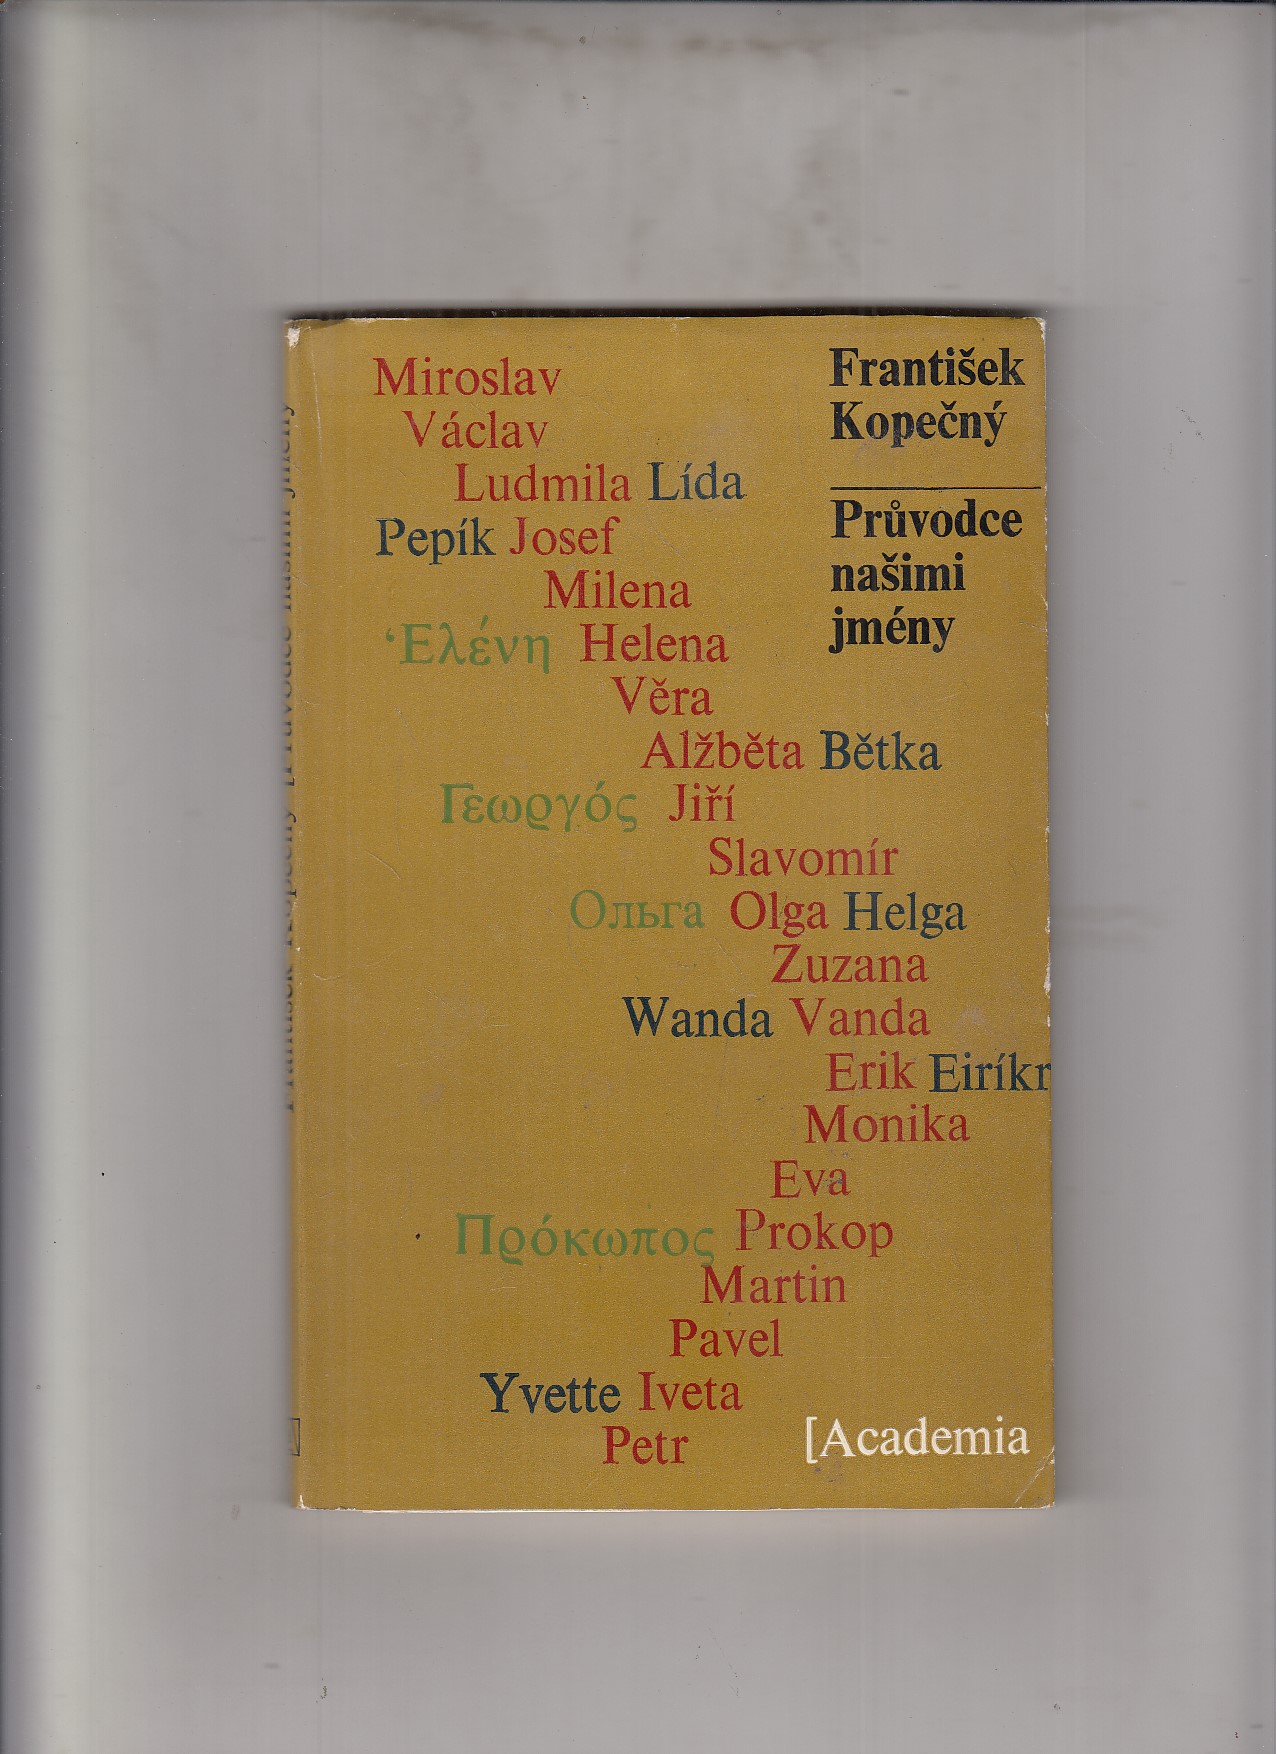 František
Kopečný
Průvodce
našimi
jmény
Miroslav
Václav
Ludmila Lída
Pepík Josef
Milena
Ἑλένη Helena
Věra
Alžběta Bětka
Γεωργός Jiří
Slavomír
Ольга Olga Helga
Zuzana
Wanda Vanda
Erik Eiríkr
Monika
Eva
Πρόκωπος Prokop
Martin
Pavel
Yvette Iveta
Petr
[Academia